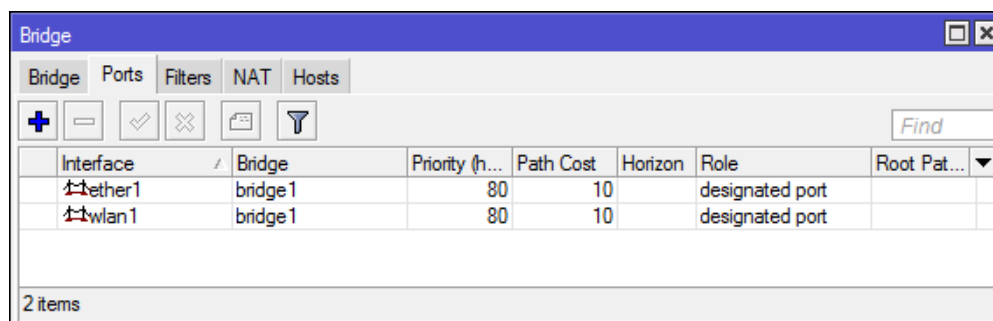 Bridge
Bridge Ports Filters NAT Hosts
Find
Interface Bridge Priority (h... Path Cost Horizon Role Root Pat...
ether1 bridge1 80 10 designated port
wlan1 bridge1 80 10 designated port
2 items